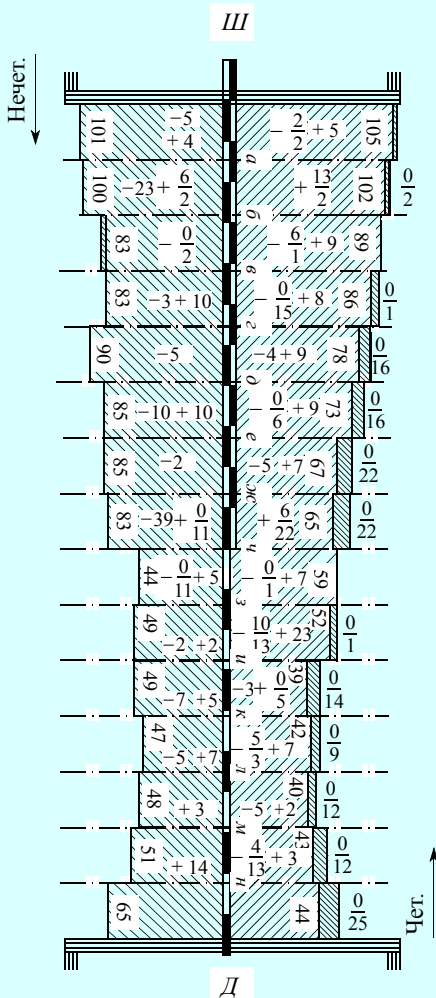 Ш
Нечет.
101 −5 + 4 − 2/2 + 5 105
а
100 −23 + 6/2 + 13/2 102 0/2
б
83 − 0/2 − 6/1 + 9 89
в
83 −3 + 10 − 0/15 + 8 86 0/1
г
90 −5 −4 + 9 78 0/16
д
85 −10 + 10 − 0/6 + 9 73 0/16
е
85 −2 −5 + 7 67 0/22
ж
83 −39 + 0/11 + 6/22 65 0/22
ч
44 − 0/11 + 5 − 0/1 + 7 59
з
49 −2 + 2 − 10/13 + 23 52 0/1
и
49 −7 + 5 −3 + 0/5 39 0/14
к
47 −5 + 7 − 5/3 + 7 42 0/9
л
48 + 3 −5 + 2 40 0/12
м
51 + 14 − 4/13 + 3 43 0/12
н
65 44 0/25
Чет.
Д